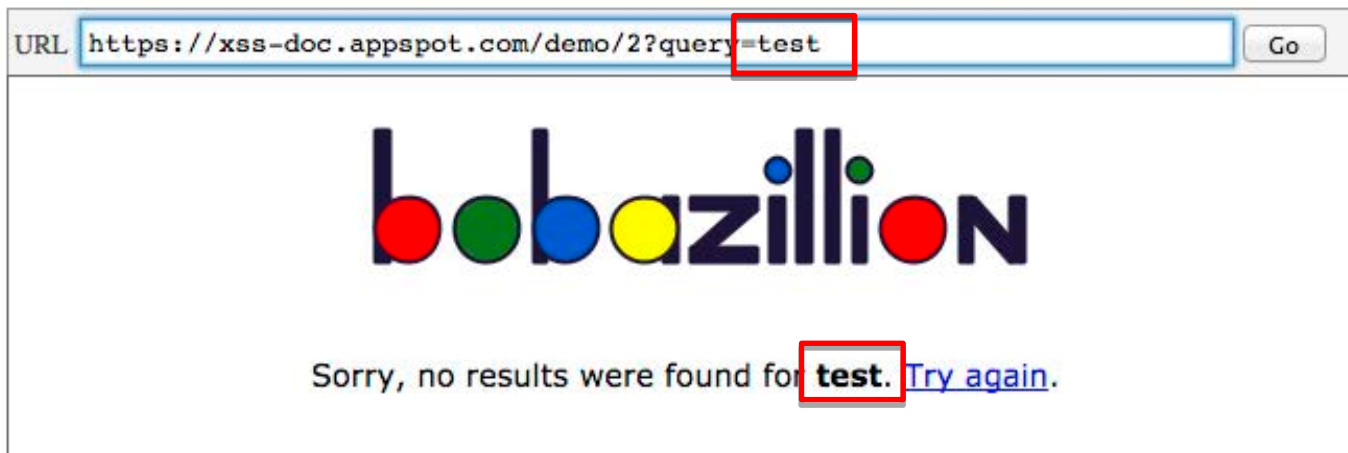 URL https://xss-doc.appspot.com/demo/2?query=test Go
bobazillion
Sorry, no results were found for test. Try again.